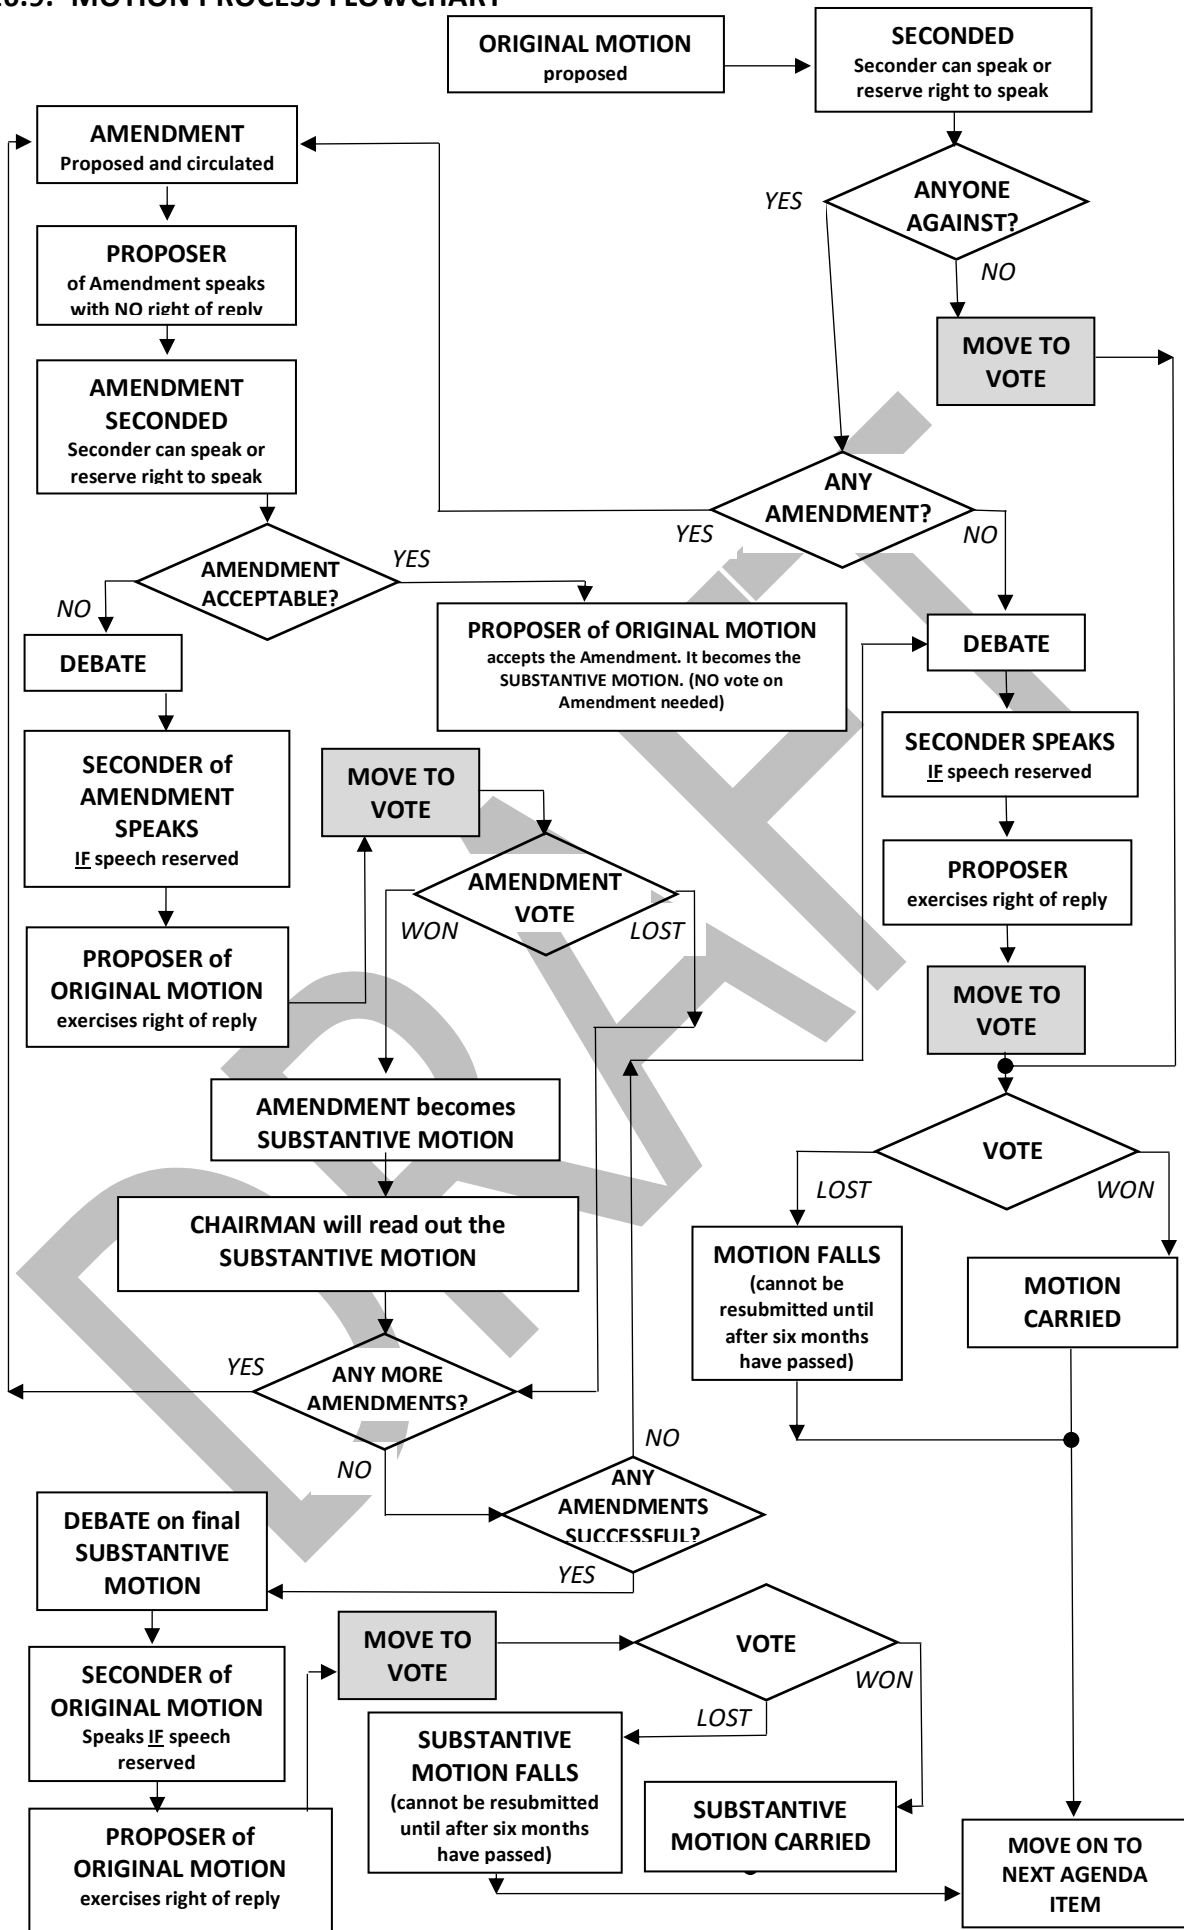 MOTION PROCESS FLOWCHART
ORIGINAL MOTION
proposed
SECONDED
Seconder can speak or
reserve right to speak
AMENDMENT
Proposed and circulated
ANYONE
AGAINST?
YES
NO
PROPOSER
of Amendment speaks
with NO right of reply
MOVE TO
VOTE
AMENDMENT
SECONDED
Seconder can speak or
reserve right to speak
ANY
AMENDMENT?
YES
NO
AMENDMENT
ACCEPTABLE?
YES
NO
PROPOSER of ORIGINAL MOTION
accepts the Amendment. It becomes the
SUBSTANTIVE MOTION. (NO vote on
Amendment needed)
DEBATE
DEBATE
SECONDER SPEAKS
IF speech reserved
SECONDER of
AMENDMENT
SPEAKS
IF speech reserved
MOVE TO
VOTE
AMENDMENT
VOTE
WON
LOST
PROPOSER
exercises right of reply
PROPOSER of
ORIGINAL MOTION
exercises right of reply
MOVE TO
VOTE
AMENDMENT becomes
SUBSTANTIVE MOTION
VOTE
LOST
WON
CHAIRMAN will read out the
SUBSTANTIVE MOTION
MOTION FALLS
(cannot be
resubmitted until
after six months
have passed)
MOTION
CARRIED
ANY MORE
AMENDMENTS?
YES
NO
ANY
AMENDMENTS
SUCCESSFUL?
NO
YES
DEBATE on final
SUBSTANTIVE
MOTION
MOVE TO
VOTE
VOTE
WON
LOST
SECONDER of
ORIGINAL MOTION
Speaks IF speech
reserved
SUBSTANTIVE
MOTION FALLS
(cannot be resubmitted
until after six months
have passed)
SUBSTANTIVE
MOTION CARRIED
PROPOSER of
ORIGINAL MOTION
exercises right of reply
MOVE ON TO
NEXT AGENDA
ITEM
DRAFT